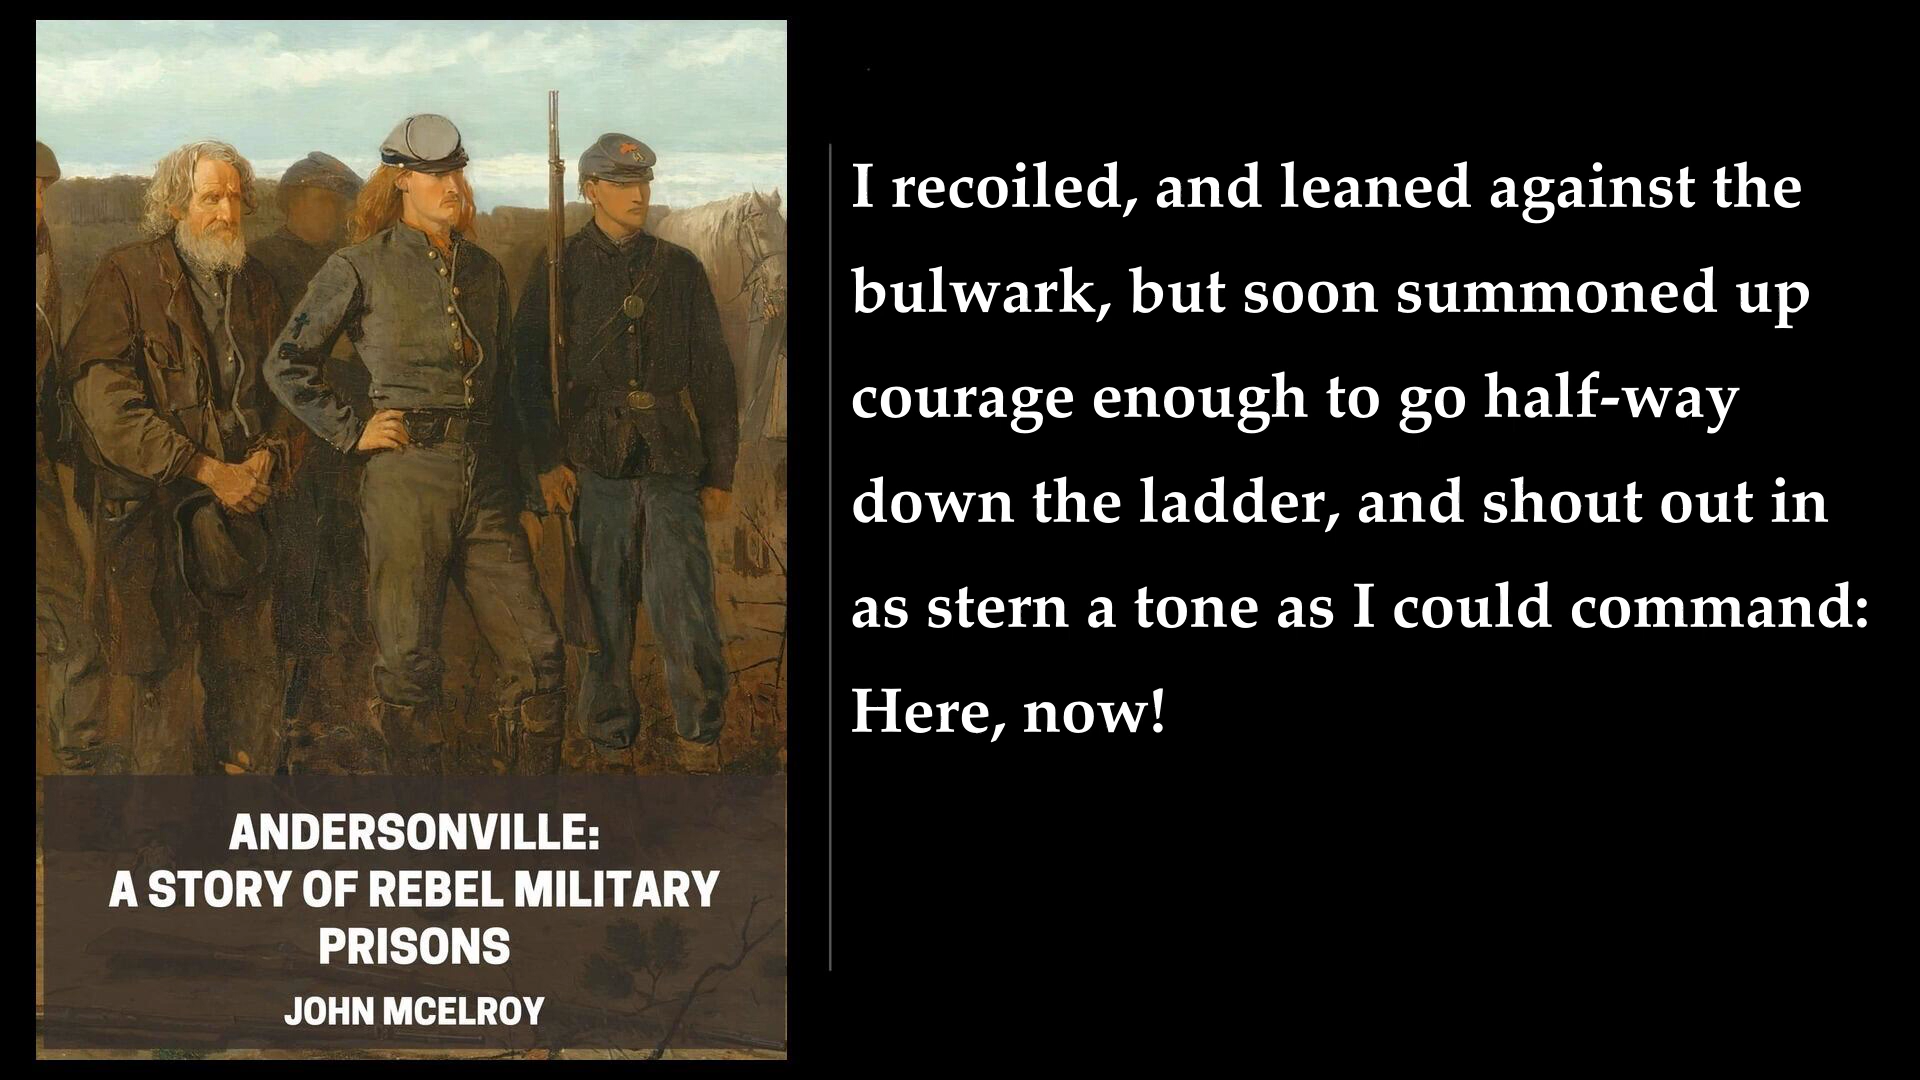 ANDERSONVILLE:
A STORY OF REBEL MILITARY
PRISONS
JOHN MCELROY
I recoiled, and leaned against the
bulwark, but soon summoned up
courage enough to go half-way
down the ladder, and shout out in
as stern a tone as I could command:
Here, now!